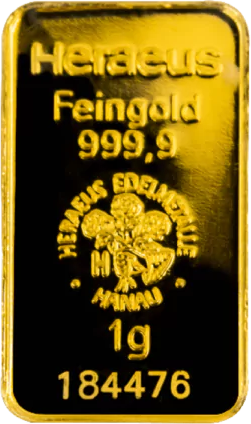 Heraeus
Feingold
999,9
HERAEUS EDELMETALLE
HANAU
1g
184476